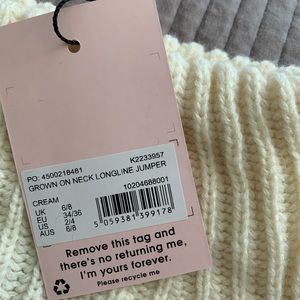 PO: 4500218481 K2233957
GROWN ON NECK LONGLINE JUMPER
10204688001
CREAM
UK 6/8
EU 34/36
US 2/4
AUS 6/8
5 059381 399178
Remove this tag and
there's no returning me,
I'm yours forever.
Please recycle me